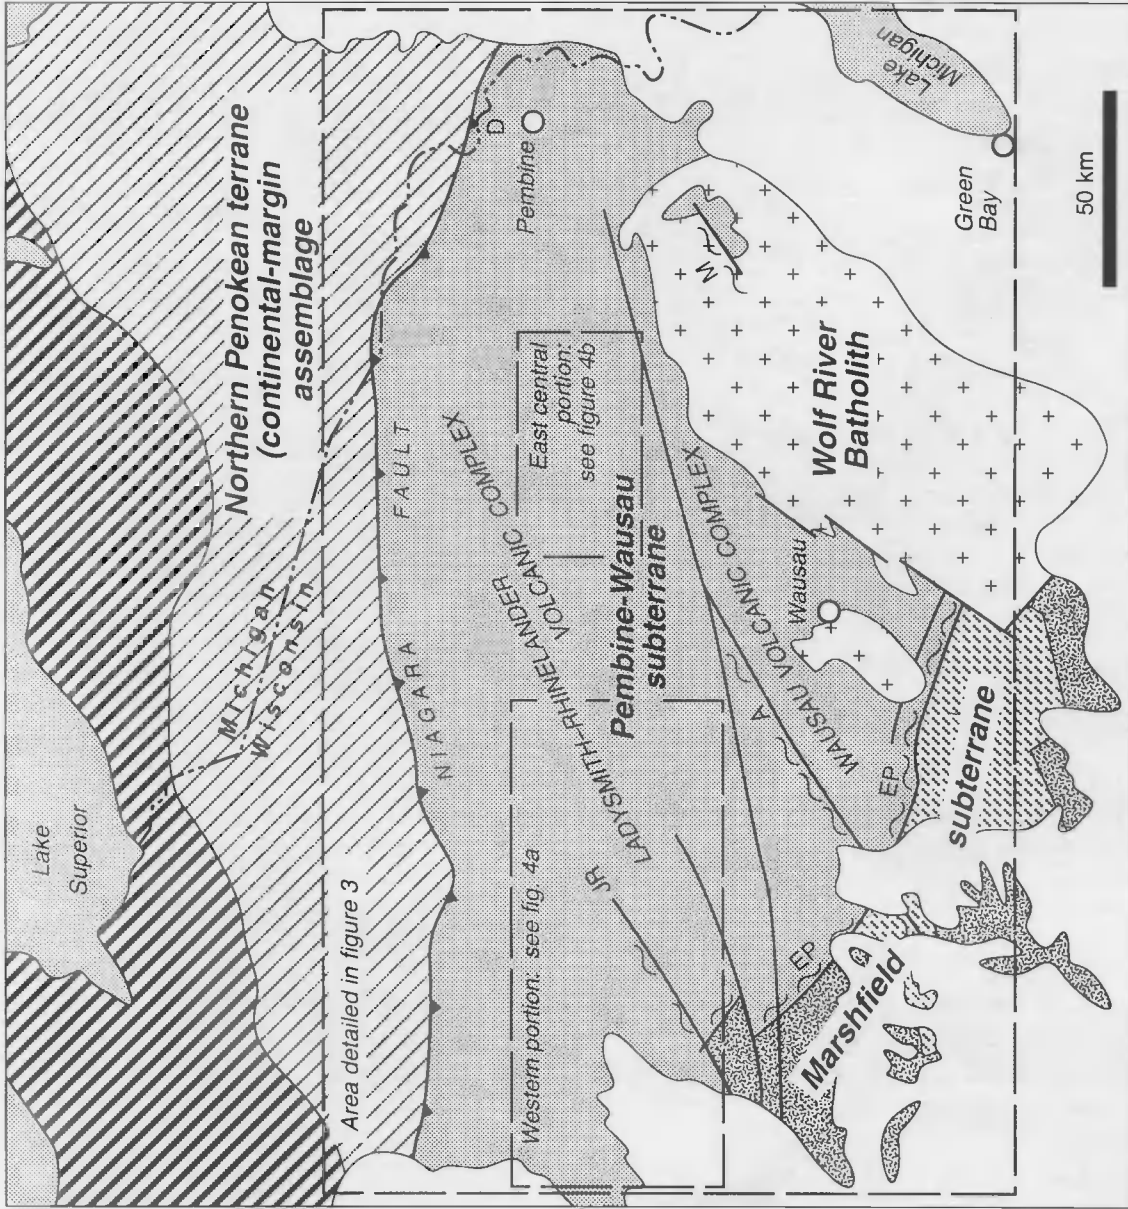 Lake
Superior
Michigan
Wisconsin
Northern Penokean terrane
(continental-margin
assemblage
Area detailed in figure 3
NIAGARA FAULT
D
Pembine
LADYSMITH–RHINELANDER
VOLCANIC COMPLEX
Western portion: see fig. 4a
East central
portion:
see figure 4b
JR
Pembine-Wausau
subterrane
A
WAUSAU VOLCANIC COMPLEX
Wausau
M
Wolf River
Batholith
Lake
Michigan
Green
Bay
EP
EP
Marshfield
subterrane
50 km